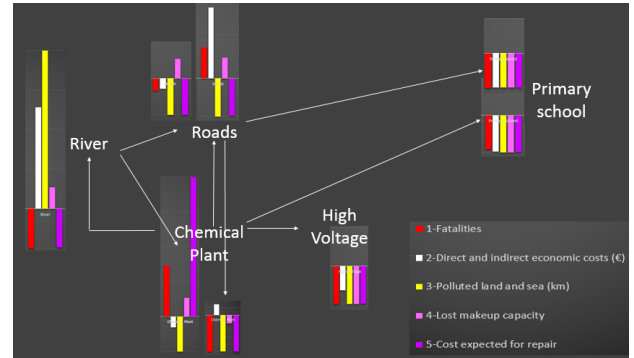 Primary
school
Roads
River
River
High
Voltage
Chemical
Plant
1-Fatalities
2-Direct and indirect economic costs (€)
3-Polluted land and sea (km)
4-Lost makeup capacity
5-Cost expected for repair